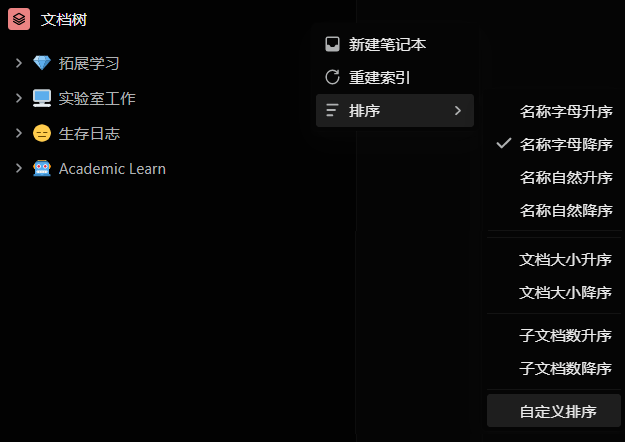 文档树
拓展学习
实验室工作
生存日志
Academic Learn
新建笔记本
重建索引
排序
名称字母升序
名称字母降序
名称自然升序
名称自然降序
文档大小升序
文档大小降序
子文档数升序
子文档数降序
自定义排序